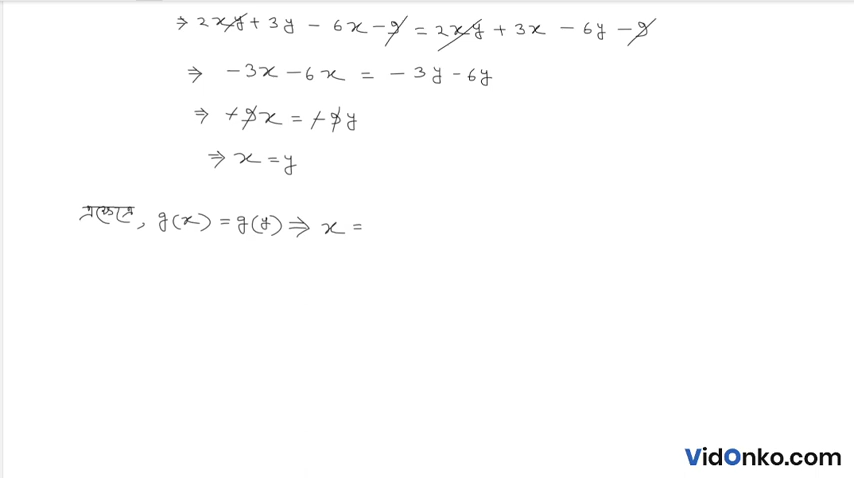 ⇒ 2xy + 3y - 6x - 9 = 2xy + 3x - 6y - 9
⇒ -3x - 6x = -3y - 6y
⇒ +9x = +9y
⇒ x = y
এক্ষেত্রে, g(x) = g(y) ⇒ x =
VidOnko.com